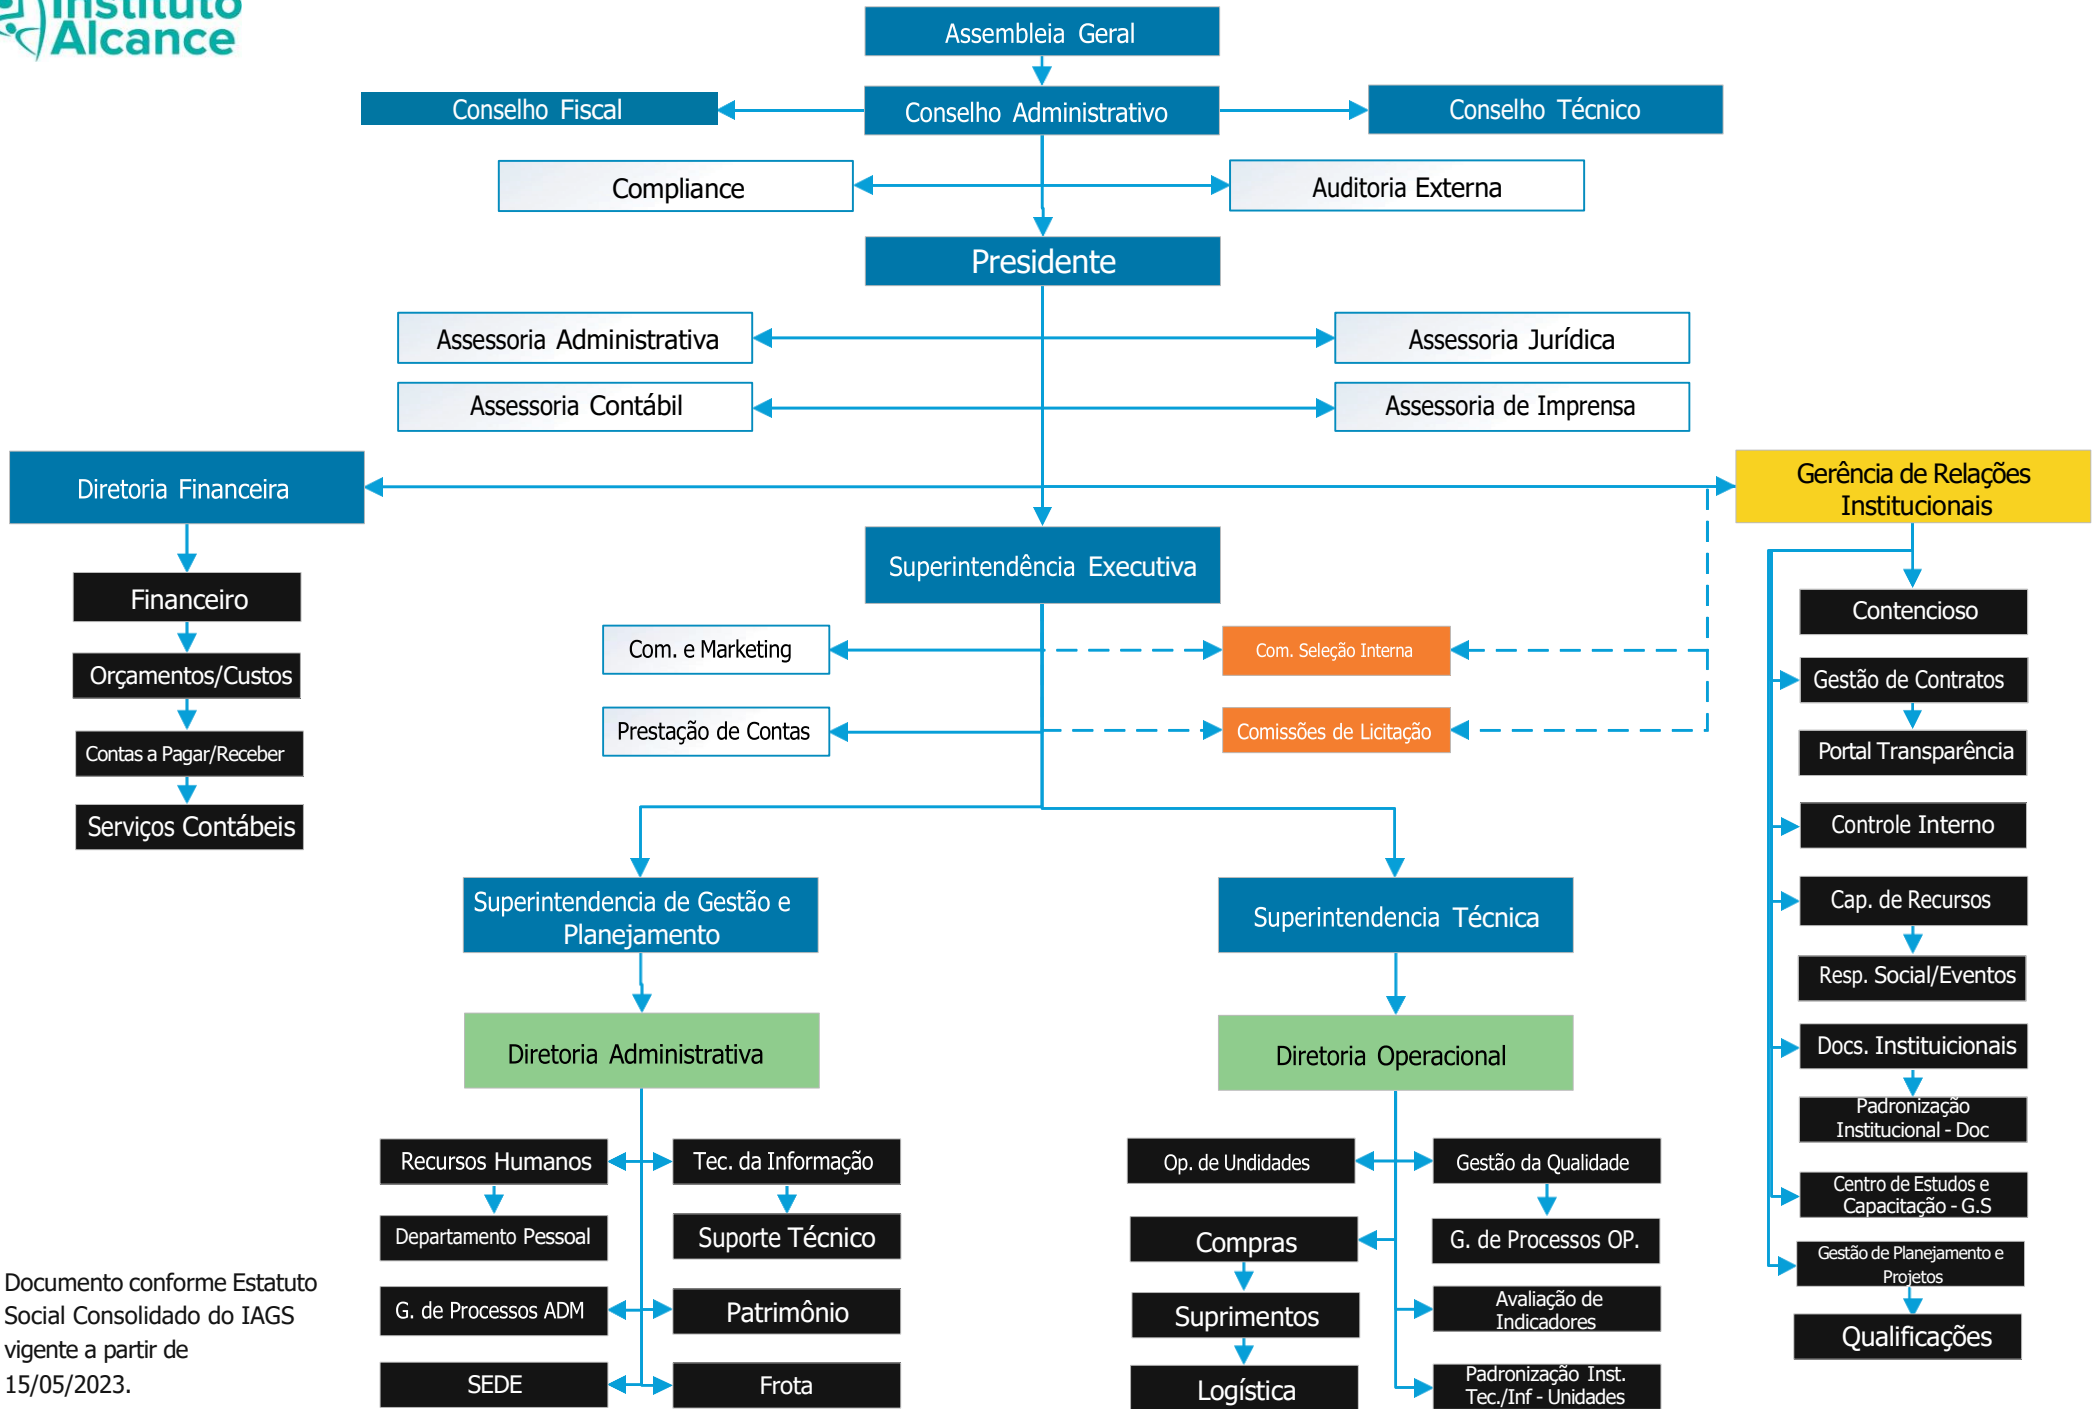 Instituto
Alcance
Assembleia Geral
Conselho Fiscal
Conselho Administrativo
Conselho Técnico
Compliance
Auditoria Externa
Presidente
Assessoria Administrativa
Assessoria Jurídica
Assessoria Contábil
Assessoria de Imprensa
Diretoria Financeira
Gerência de Relações
Institucionais
Superintendência Executiva
Financeiro
Orçamentos/Custos
Contas a Pagar/Receber
Serviços Contábeis
Com. e Marketing
Com. Seleção Interna
Prestação de Contas
Comissões de Licitação
Contencioso
Gestão de Contratos
Portal Transparência
Controle Interno
Cap. de Recursos
Resp. Social/Eventos
Docs. Instituicionais
Padronização
Institucional - Doc
Centro de Estudos e
Capacitação - G.S
Gestão de Planejamento e
Projetos
Qualificações
Superintendencia de Gestão e
Planejamento
Superintendencia Técnica
Diretoria Administrativa
Diretoria Operacional
Recursos Humanos
Tec. da Informação
Departamento Pessoal
Suporte Técnico
G. de Processos ADM
Patrimônio
SEDE
Frota
Op. de Undidades
Gestão da Qualidade
Compras
G. de Processos OP.
Suprimentos
Avaliação de
Indicadores
Logística
Padronização Inst.
Tec./Inf - Unidades
Documento conforme Estatuto
Social Consolidado do IAGS
vigente a partir de
15/05/2023.